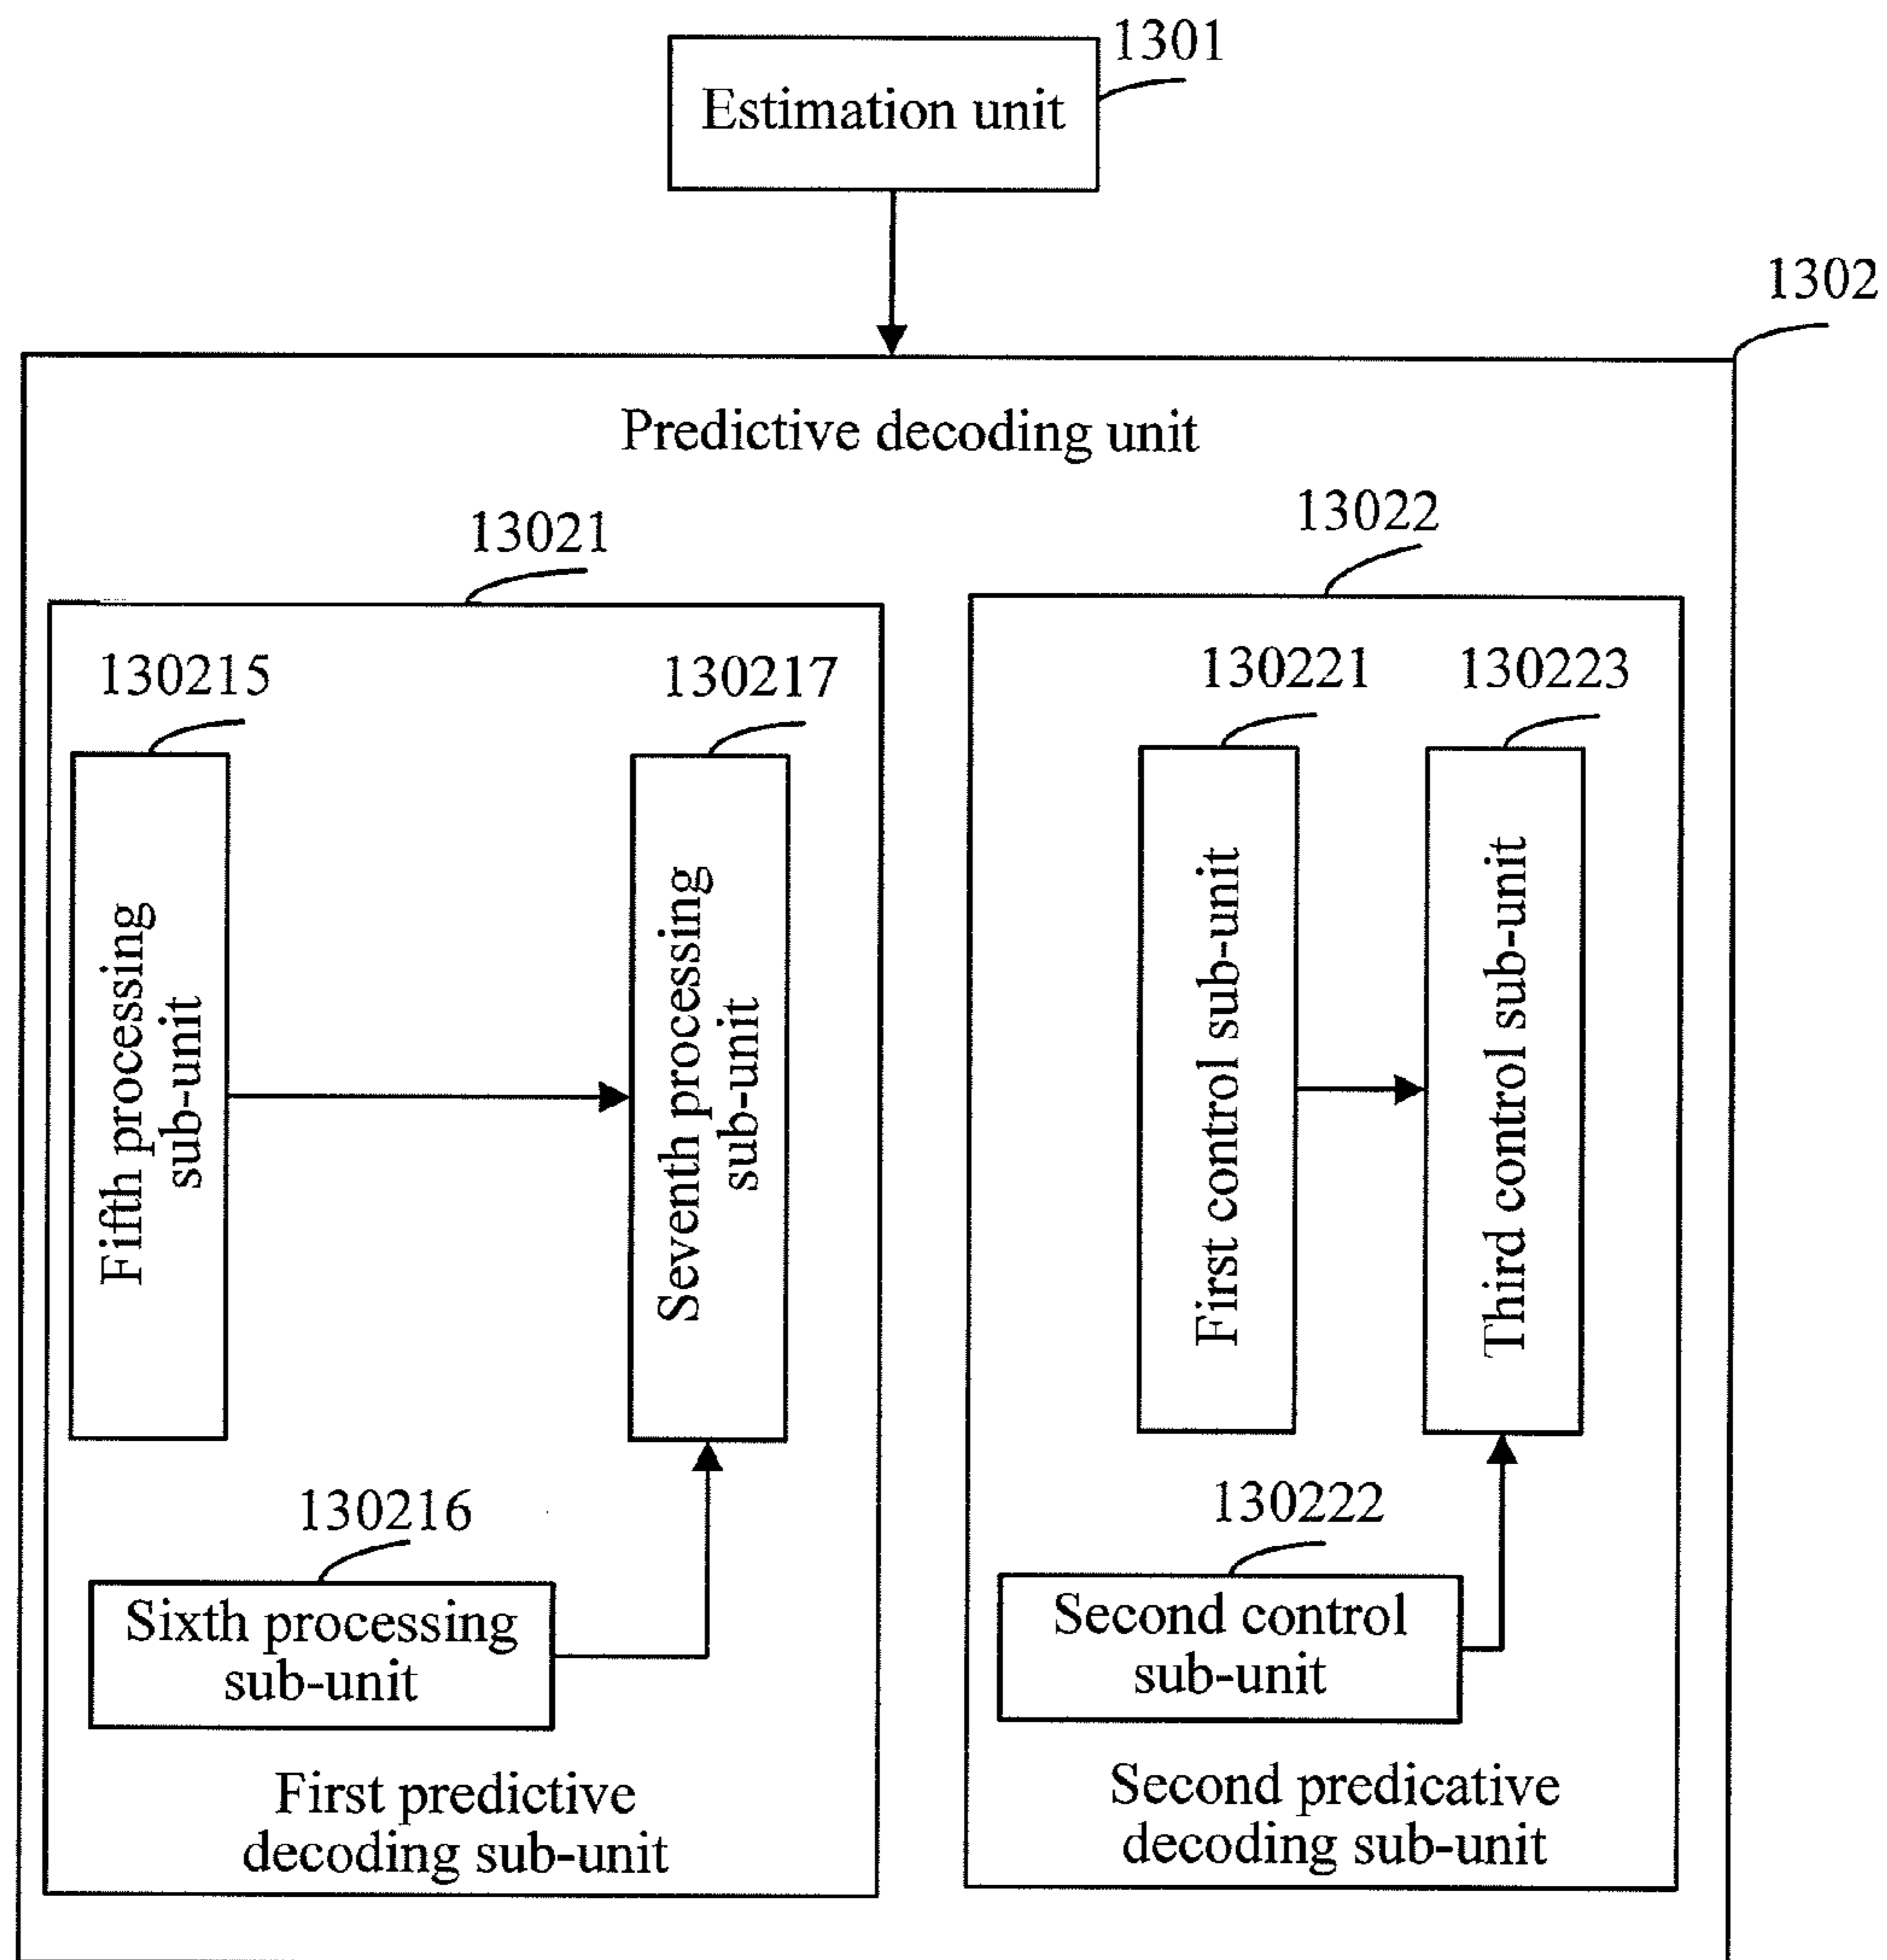 1301
Estimation unit
1302
Predictive decoding unit
13021
13022
130215
130217
130221
130223
Fifth processing
sub-unit
Seventh processing
sub-unit
First control sub-unit
Third control sub-unit
130216
130222
Sixth processing
sub-unit
Second control
sub-unit
First predictive
decoding sub-unit
Second predicative
decoding sub-unit